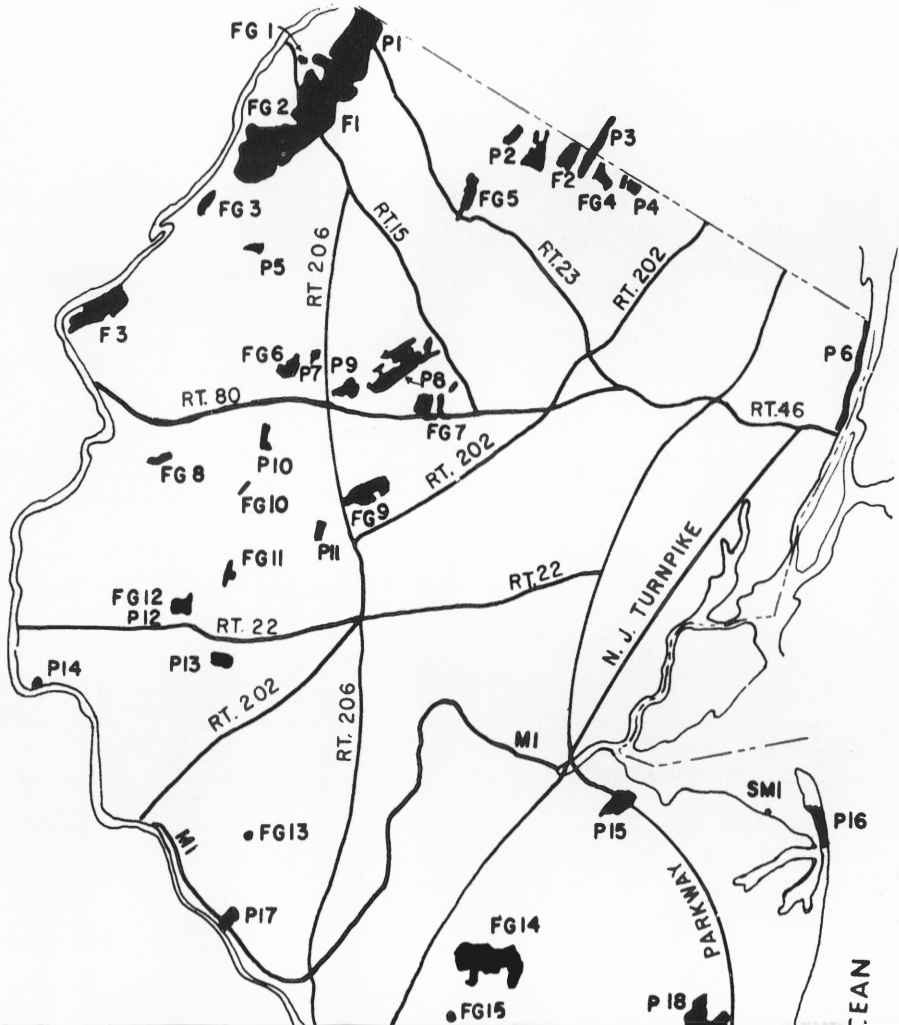 FG 1
P1
FG 2
F1
P3
P2
F2
FG4
P4
FG5
FG 3
RT.15
P5
RT 206
RT.23
RT. 202
F 3
FG6
P7
P9
P8
P6
RT. 80
FG7
RT.46
RT. 202
FG 8
P10
FG10
FG9
P11
FG11
N.J. TURNPIKE
RT.22
FG12
P12
RT. 22
P13
P14
RT. 202
RT. 206
M1
SM1
P15
P16
M1
FG13
PARKWAY
P17
FG14
FG15
P 18
CEAN